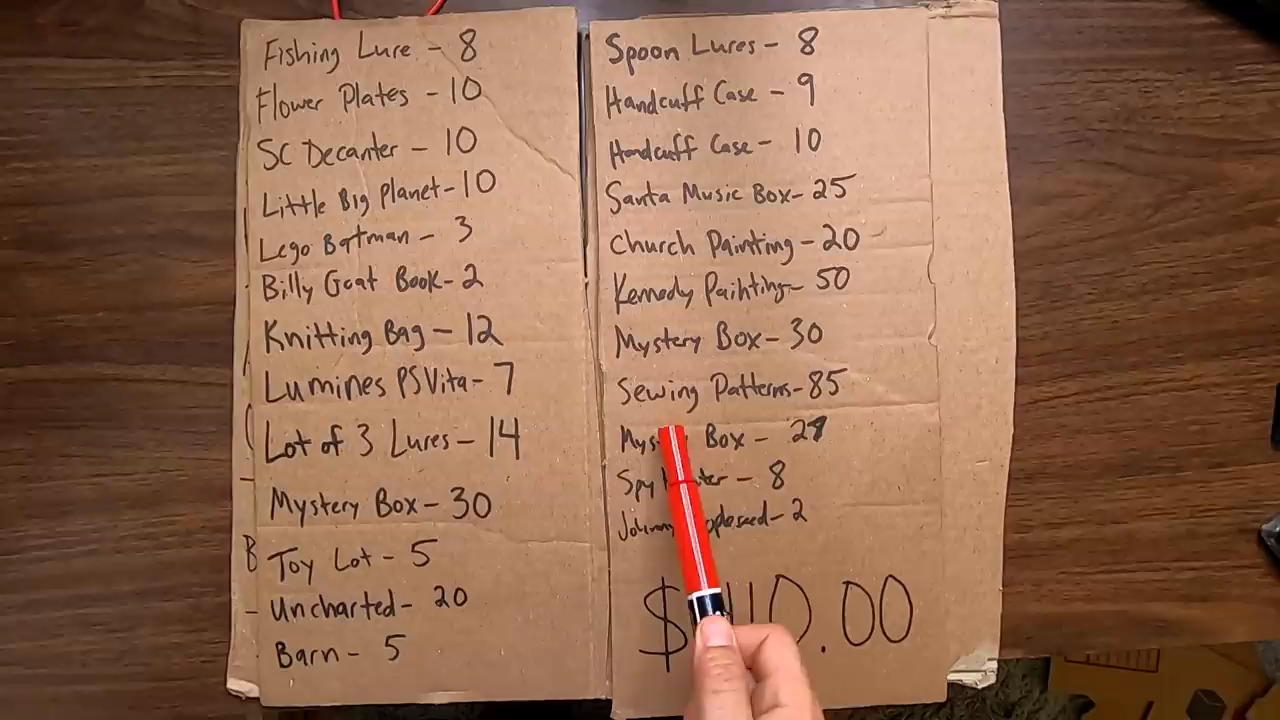 Fishing Lure - 8
Flower Plates - 10
SC Decanter - 10
Little Big Planet - 10
Lego Batman - 3
Billy Goat Book - 2
Knitting Bag - 12
Lumines PSVita - 7
Lot of 3 Lures - 14
Mystery Box - 30
B
Toy Lot - 5
Uncharted - 20
Barn - 5
Spoon Lures - 8
Handcuff Case - 9
Handcuff Case - 10
Santa Music Box - 25
Church Painting - 20
Kennedy Painting - 50
Mystery Box - 30
Sewing Patterns - 85
Box -
Spy - 8
Johnny - 2